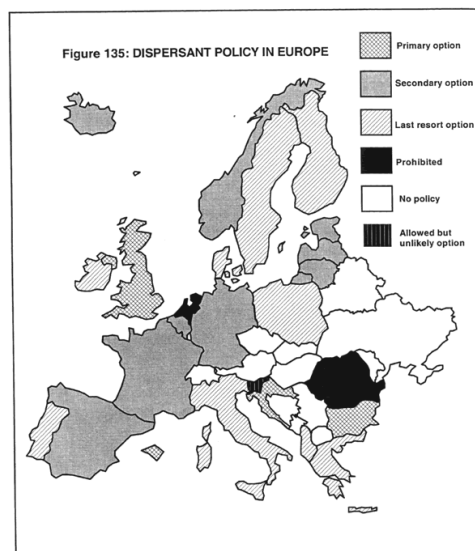 Figure 135: DISPERSANT POLICY IN EUROPE
Primary option
Secondary option
Last resort option
Prohibited
No policy
Allowed but
unlikely option